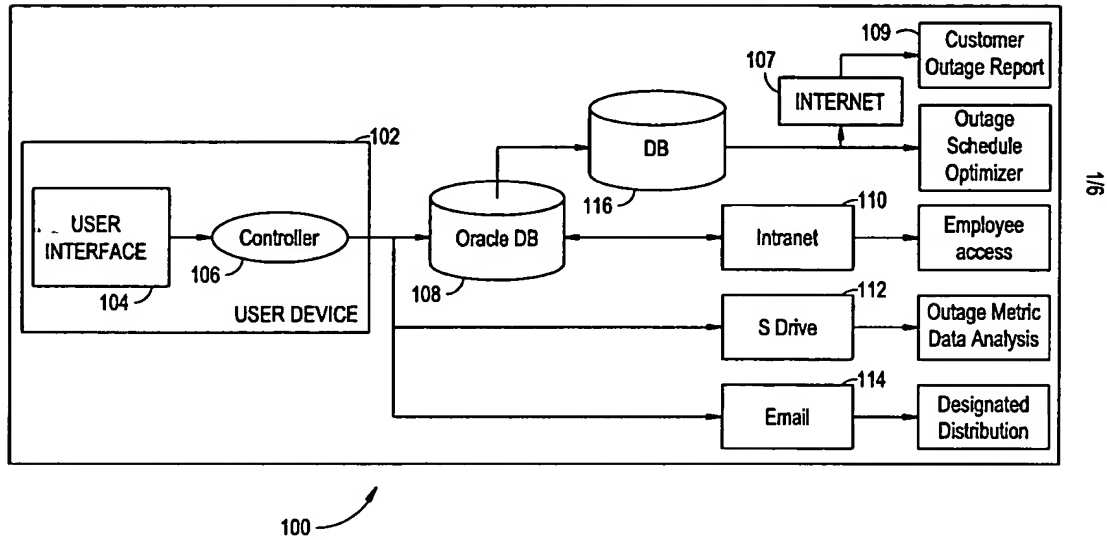 109
Customer
Outage Report
107
INTERNET
Outage
Schedule
Optimizer
DB
116
102
USER
INTERFACE
104
Controller
106
USER DEVICE
Oracle DB
108
110
Intranet
Employee
access
112
S Drive
Outage Metric
Data Analysis
114
Email
Designated
Distribution
100
1/6